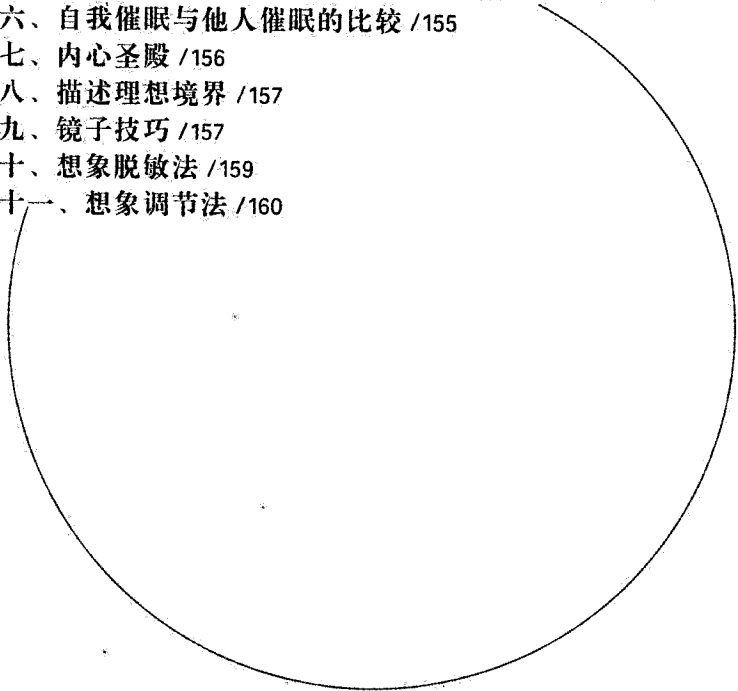 六、自我催眠与他人催眠的比较 /155
七、内心圣殿 /156
八、描述理想境界 /157
九、镜子技巧 /157
十、想象脱敏法 /159
十一、想象调节法 /160